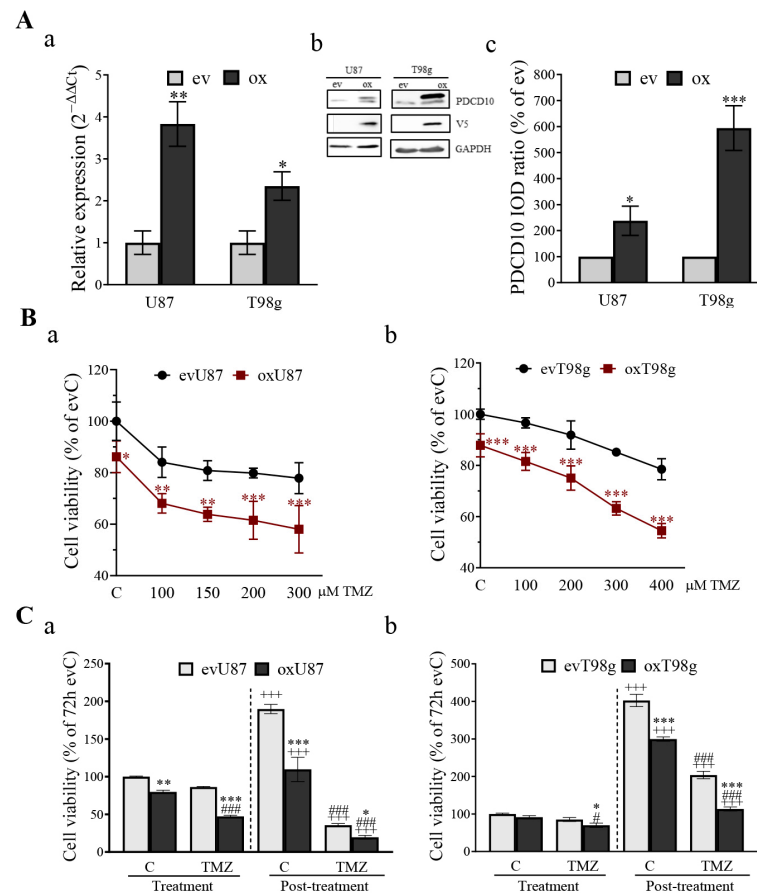 A
a
b
c
ev ox
Relative expression (2−ΔΔCt)
5
4
3
2
1
0
**
*
U87 T98g
U87 T98g
ev ox ev ox
PDCD10
V5
GAPDH
ev ox
PDCD10 IOD ratio (% of ev)
800
700
600
500
400
300
200
100
0
*
***
U87 T98g
B
a
b
evU87 oxU87
Cell viability (% of evC)
120
100
80
60
40
*
**
**
***
***
C 100 150 200 300 μM TMZ
evT98g oxT98g
Cell viability (% of evC)
120
100
80
60
40
***
***
***
***
***
C 100 200 300 400 μM TMZ
C
a
b
evU87 oxU87
Cell viability (% of 72h evC)
250
200
150
100
50
0
**
***
###
+++
***
+++
###
+++
*
###
+++
C TMZ C TMZ
Treatment Post-treatment
evT98g oxT98g
Cell viability (% of 72h evC)
500
400
300
200
100
0
*
#
+++
***
+++
###
+++
***
###
+++
C TMZ C TMZ
Treatment Post-treatment